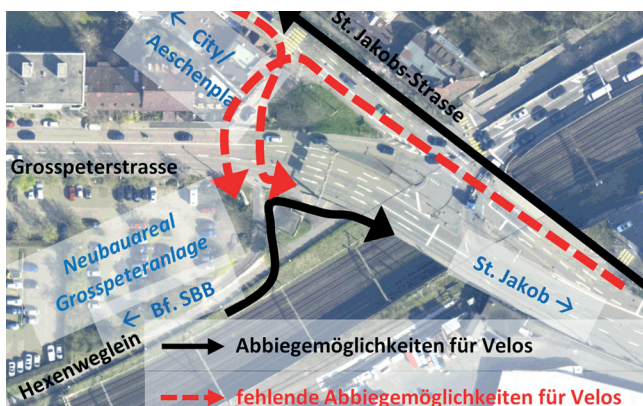 ← City/
Aeschenpla
St. Jakobs-Strasse
Grosspeterstrasse
Neubauareal
Grosspeteranlage
← Bf. SBB
St. Jakob →
Hexenweglein
Abbiegemöglichkeiten für Velos
fehlende Abbiegemöglichkeiten für Velos